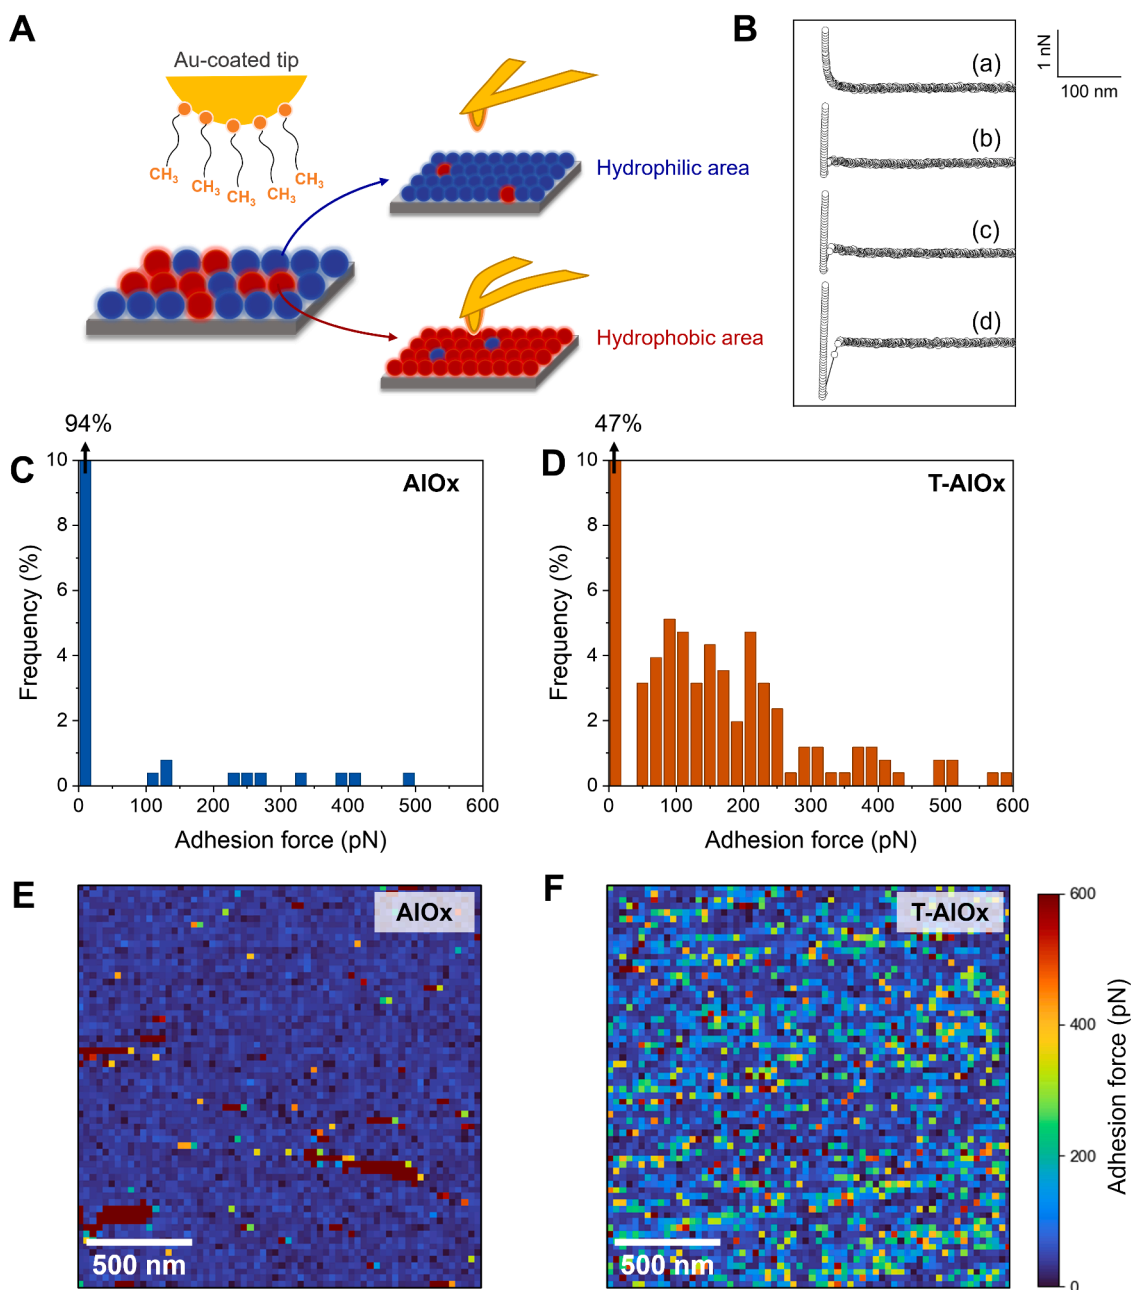 A
Au-coated tip
CH3
CH3
CH3
CH3
CH3
Hydrophilic area
Hydrophobic area
B
(a)
(b)
(c)
(d)
1 nN
100 nm
94%
C
AlOx
10
8
6
4
2
0
Frequency (%)
0 100 200 300 400 500 600
Adhesion force (pN)
47%
D
T-AlOx
10
8
6
4
2
0
Frequency (%)
0 100 200 300 400 500 600
Adhesion force (pN)
E
AlOx
500 nm
F
T-AlOx
500 nm
600
400
200
0
Adhesion force (pN)